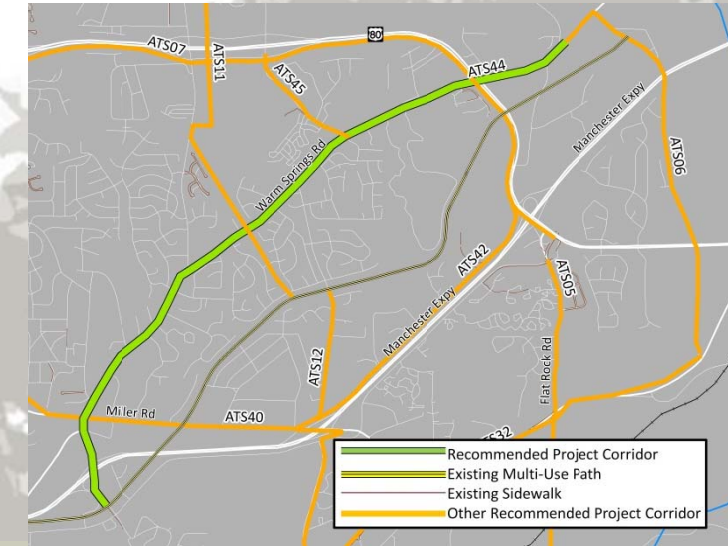 80
ATS07
ATS11
ATS45
ATS44
Manchester Expy
ATS06
Warm Springs Rd
ATS42
ATS05
Manchester Expy
ATS12
Flat Rock Rd
Miller Rd
ATS40
Recommended Project Corridor
Existing Multi-Use Path
Existing Sidewalk
Other Recommended Project Corridor